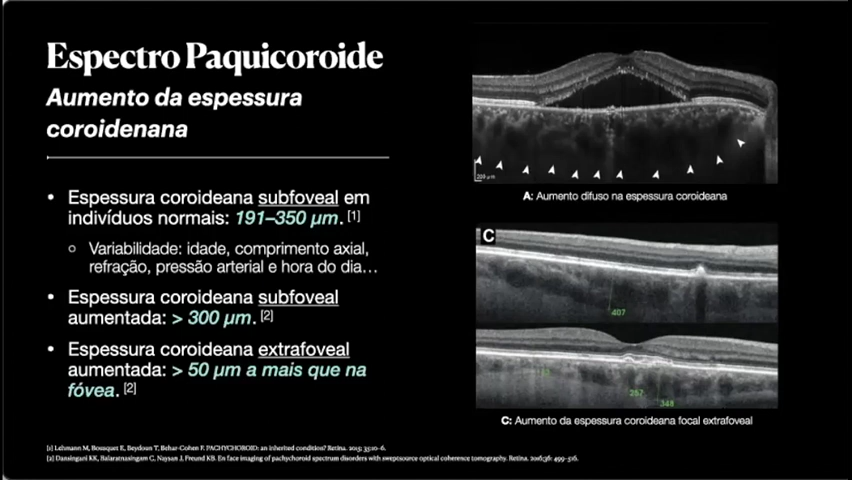 Espectro Paquicoroide
Aumento da espessura
coroidenana
• Espessura coroideana subfoveal em
indivíduos normais: 191–350 µm. [1]
○ Variabilidade: idade, comprimento axial,
refração, pressão arterial e hora do dia…
• Espessura coroideana subfoveal
aumentada: > 300 µm. [2]
• Espessura coroideana extrafoveal
aumentada: > 50 µm a mais que na
fóvea. [2]
200 µm
A: Aumento difuso na espessura coroideana
C
407
257
348
C: Aumento da espessura coroideana focal extrafoveal
[1] Lehmann M, Bousquet E, Beydoun T, Behar-Cohen F. PACHYCHOROID: an inherited condition? Retina. 2015; 35:10-6.
[2] Dansingani KK, Balaratnasingam C, Naysan J, Freund KB. En face imaging of pachychoroid spectrum disorders with sweptsource optical coherence tomography. Retina. 2016;36: 499–516.